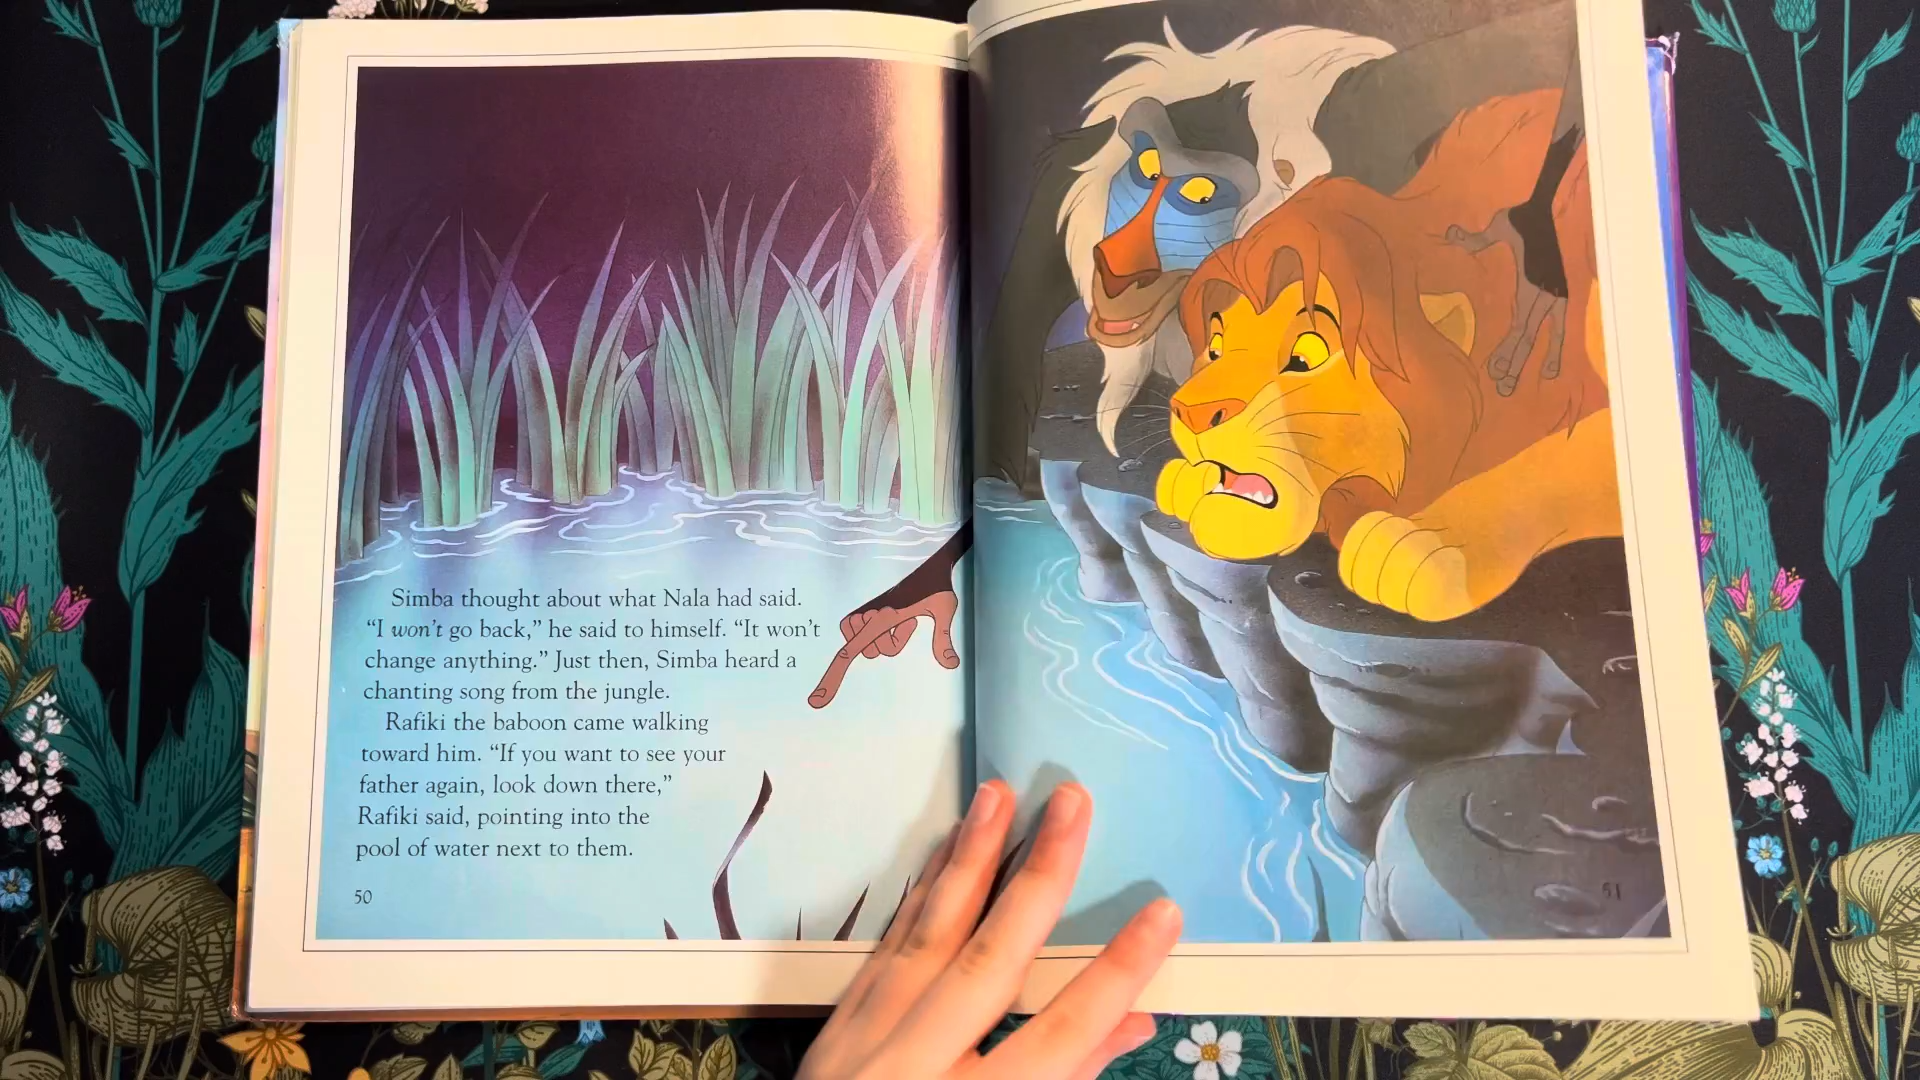 Simba thought about what Nala had said.
“I won’t go back,” he said to himself. “It won’t
change anything.” Just then, Simba heard a
chanting song from the jungle.
Rafiki the baboon came walking
toward him. “If you want to see your
father again, look down there,”
Rafiki said, pointing into the
pool of water next to them.
50
51